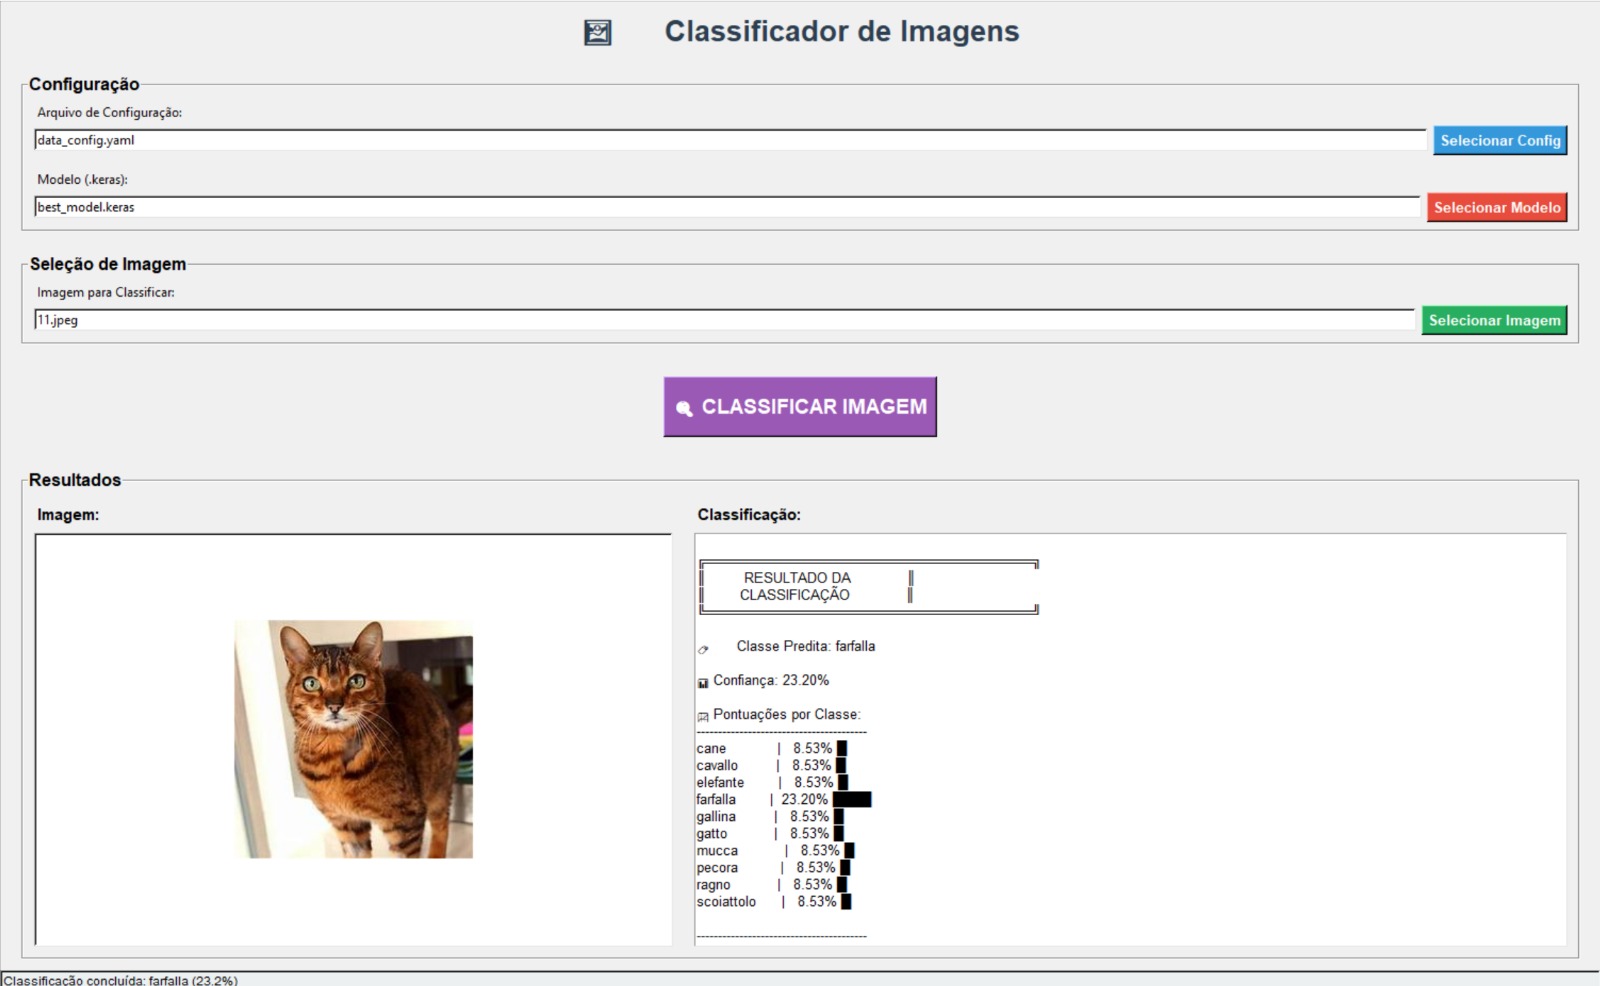 Classificador de Imagens
Configuração
Arquivo de Configuração:
data_config.yaml
Selecionar Config
Modelo (.keras):
best_model.keras
Selecionar Modelo
Seleção de Imagem
Imagem para Classificar:
11.jpeg
Selecionar Imagem
CLASSIFICAR IMAGEM
Resultados
Imagem:
Classificação:
RESULTADO DA
CLASSIFICAÇÃO
Classe Predita: farfalla
Confiança: 23.20%
Pontuações por Classe:
----------------------------------------
cane | 8.53% █
cavallo | 8.53% █
elefante | 8.53% █
farfalla | 23.20% ████
gallina | 8.53% █
gatto | 8.53% █
mucca | 8.53% █
pecora | 8.53% █
ragno | 8.53% █
scoiattolo | 8.53% █
----------------------------------------
Classificação concluída: farfalla (23.2%)